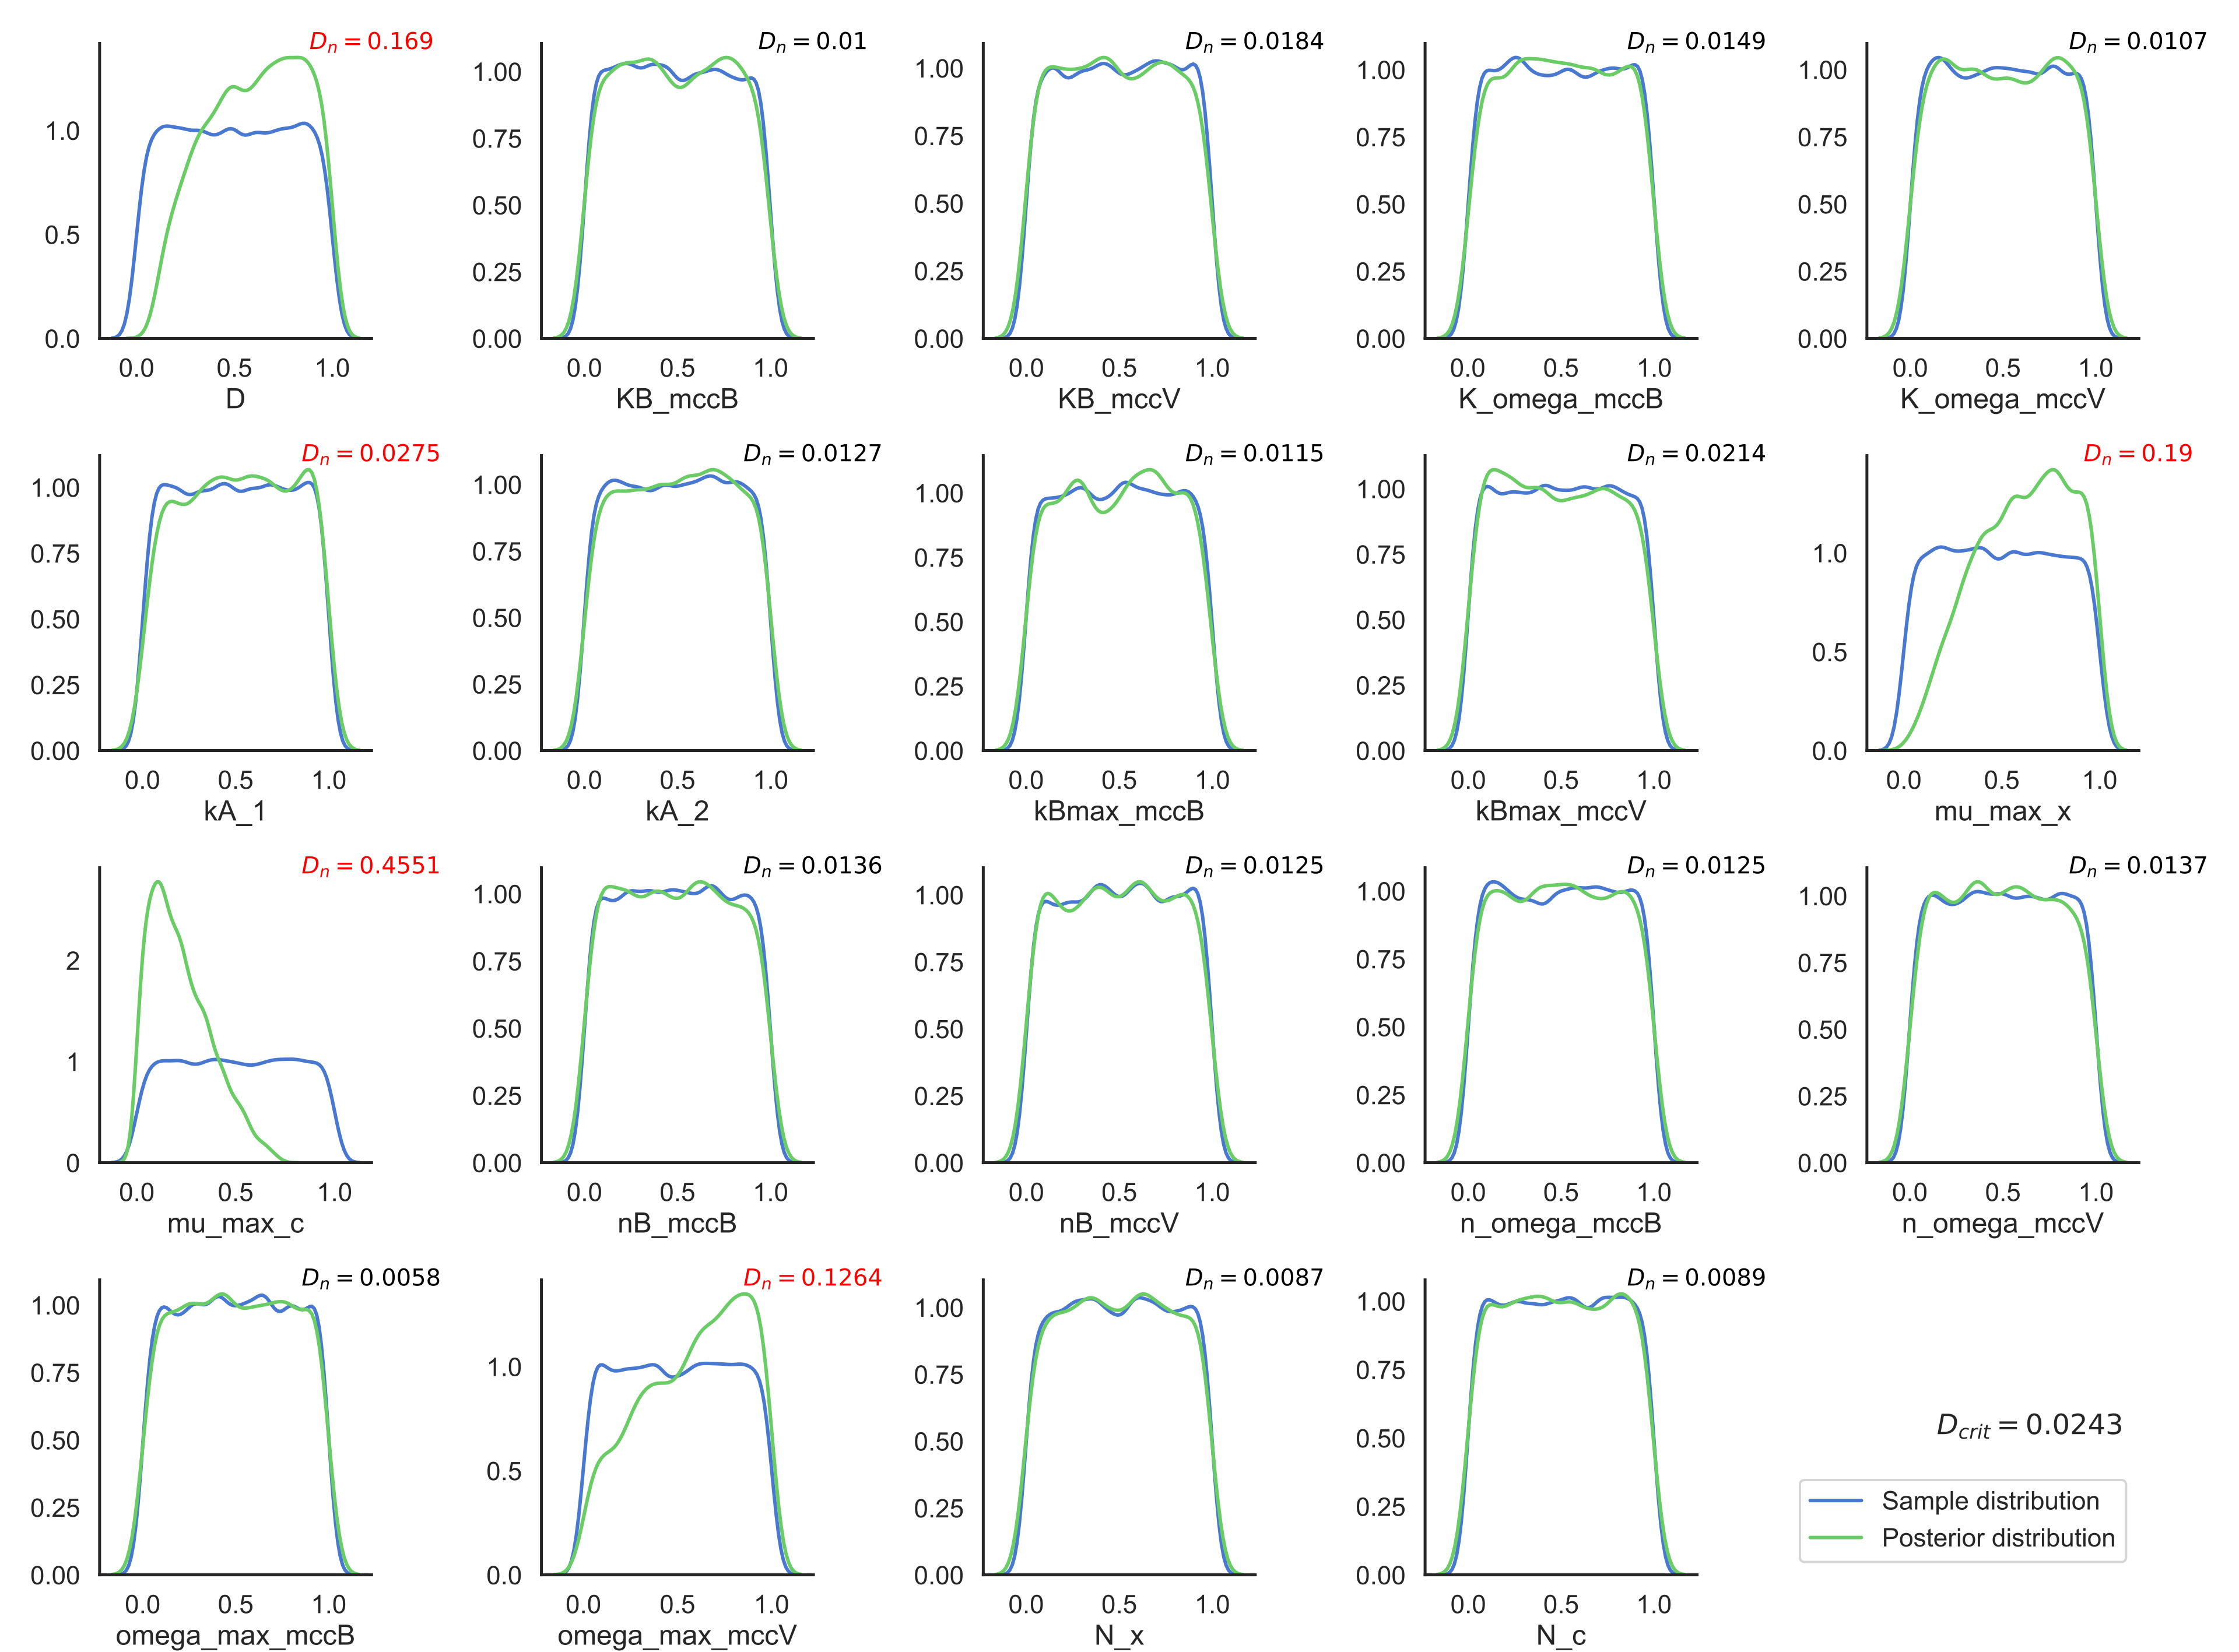 D_n = 0.169
1.0
0.5
0.0
0.0 0.5 1.0
D
D_n = 0.01
1.00
0.75
0.50
0.25
0.00
0.0 0.5 1.0
KB_mccB
D_n = 0.0184
1.00
0.75
0.50
0.25
0.00
0.0 0.5 1.0
KB_mccV
D_n = 0.0149
1.00
0.75
0.50
0.25
0.00
0.0 0.5 1.0
K_omega_mccB
D_n = 0.0107
1.00
0.75
0.50
0.25
0.00
0.0 0.5 1.0
K_omega_mccV
D_n = 0.0275
1.00
0.75
0.50
0.25
0.00
0.0 0.5 1.0
kA_1
D_n = 0.0127
1.00
0.75
0.50
0.25
0.00
0.0 0.5 1.0
kA_2
D_n = 0.0115
1.00
0.75
0.50
0.25
0.00
0.0 0.5 1.0
kBmax_mccB
D_n = 0.0214
1.00
0.75
0.50
0.25
0.00
0.0 0.5 1.0
kBmax_mccV
D_n = 0.19
1.0
0.5
0.0
0.0 0.5 1.0
mu_max_x
D_n = 0.4551
2
1
0
0.0 0.5 1.0
mu_max_c
D_n = 0.0136
1.00
0.75
0.50
0.25
0.00
0.0 0.5 1.0
nB_mccB
D_n = 0.0125
1.00
0.75
0.50
0.25
0.00
0.0 0.5 1.0
nB_mccV
D_n = 0.0125
1.00
0.75
0.50
0.25
0.00
0.0 0.5 1.0
n_omega_mccB
D_n = 0.0137
1.00
0.75
0.50
0.25
0.00
0.0 0.5 1.0
n_omega_mccV
D_n = 0.0058
1.00
0.75
0.50
0.25
0.00
0.0 0.5 1.0
omega_max_mccB
D_n = 0.1264
1.0
0.5
0.0
0.0 0.5 1.0
omega_max_mccV
D_n = 0.0087
1.00
0.75
0.50
0.25
0.00
0.0 0.5 1.0
N_x
D_n = 0.0089
1.00
0.75
0.50
0.25
0.00
0.0 0.5 1.0
N_c
D_crit = 0.0243
Sample distribution
Posterior distribution